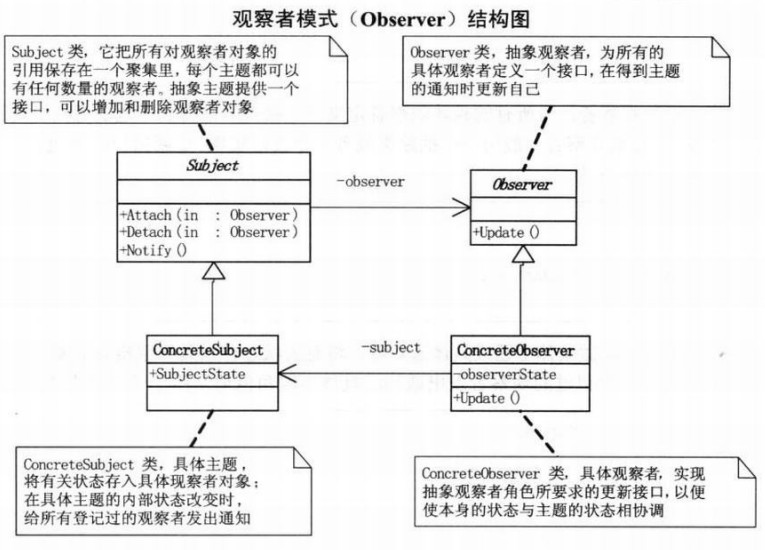 观察者模式（Observer）结构图
Subject 类，它把所有对观察者对象的
引用保存在一个聚集里，每个主题都可以
有任何数量的观察者。抽象主题提供一个
接口，可以增加和删除观察者对象
Observer 类，抽象观察者，为所有的
具体观察者定义一个接口，在得到主题
的通知时更新自己
Subject
+Attach(in : Observer)
+Detach(in : Observer)
+Notify()
-observer
Observer
+Update()
ConcreteSubject
+SubjectState
-subject
ConcreteObserver
-observerState
+Update()
ConcreteSubject 类，具体主题，
将有关状态存入具体现察者对象；
在具体主题的内部状态改变时，
给所有登记过的观察者发出通知
ConcreteObserver 类，具体观察者，实现
抽象观察者角色所要求的更新接口，以便
使本身的状态与主题的状态相协调